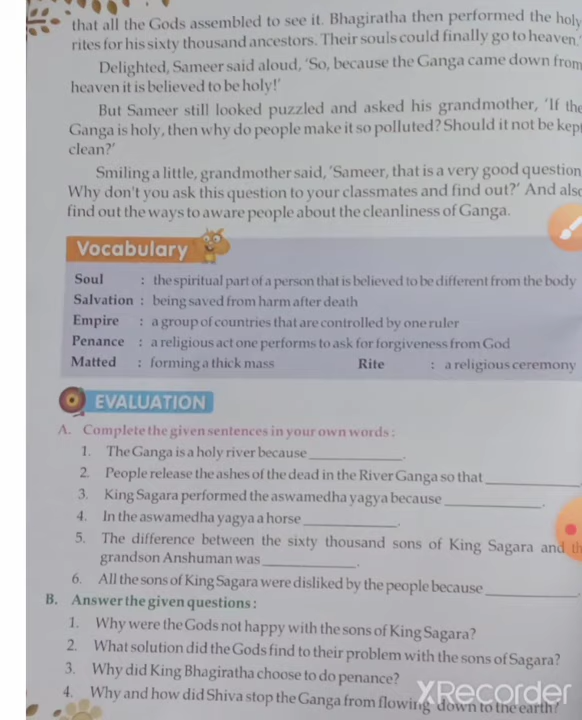 that all the Gods assembled to see it. Bhagiratha then performed the holy
rites for his sixty thousand ancestors. Their souls could finally go to heaven.'
Delighted, Sameer said aloud, 'So, because the Ganga came down from
heaven it is believed to be holy!'
But Sameer still looked puzzled and asked his grandmother, 'If the
Ganga is holy, then why do people make it so polluted? Should it not be kept
clean?'
Smiling a little, grandmother said, 'Sameer, that is a very good question
Why don't you ask this question to your classmates and find out?' And also
find out the ways to aware people about the cleanliness of Ganga.
Vocabulary
Soul : the spiritual part of a person that is believed to be different from the body
Salvation : being saved from harm after death
Empire : a group of countries that are controlled by one ruler
Penance : a religious act one performs to ask for forgiveness from God
Matted : forming a thick mass Rite : a religious ceremony
EVALUATION
A. Complete the given sentences in your own words :
1. The Ganga is a holy river because ____________.
2. People release the ashes of the dead in the River Ganga so that ____________
3. King Sagara performed the aswamedha yagya because ____________.
4. In the aswamedha yagya a horse ____________.
5. The difference between the sixty thousand sons of King Sagara and th
grandson Anshuman was ____________.
6. All the sons of King Sagara were disliked by the people because ____________.
B. Answer the given questions :
1. Why were the Gods not happy with the sons of King Sagara?
2. What solution did the Gods find to their problem with the sons of Sagara?
3. Why did King Bhagiratha choose to do penance?
4. Why and how did Shiva stop the Ganga from flowing down to the earth?
XRecorder